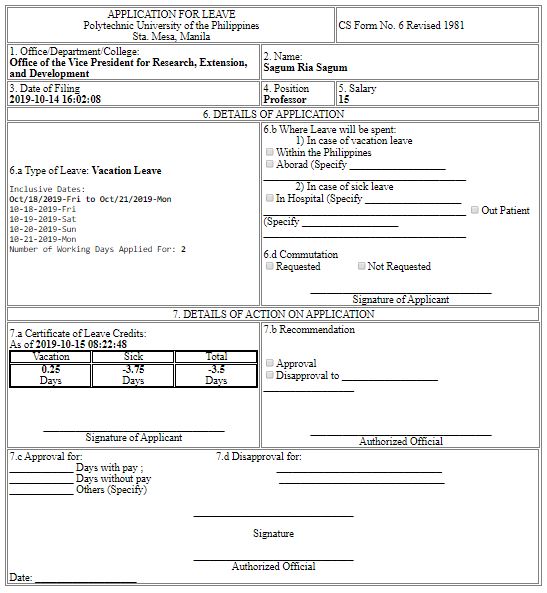 APPLICATION FOR LEAVE
Polytechnic University of the Philippines
Sta. Mesa, Manila
CS Form No. 6 Revised 1981
1. Office/Department/College:
Office of the Vice President for Research, Extension,
and Development
2. Name:
Sagum Ria Sagum
3. Date of Filing
2019-10-14 16:02:08
4. Position
Professor
5. Salary
15
6. DETAILS OF APPLICATION
6.a Type of Leave: Vacation Leave
Inclusive Dates:
Oct/18/2019-Fri to Oct/21/2019-Mon
10-18-2019-Fri
10-19-2019-Sat
10-20-2019-Sun
10-21-2019-Mon
Number of Working Days Applied For: 2
6.b Where Leave will be spent:
1) In case of vacation leave
Within the Philippines
Aborad (Specify
2) In case of sick leave
In Hospital (Specify
Out Patient
(Specify
6.d Commutation
Requested Not Requested
Signature of Applicant
7. DETAILS OF ACTION ON APPLICATION
7.a Certificate of Leave Credits:
As of 2019-10-15 08:22:48
Vacation Sick Total
0.25 -3.75 -3.5
Days Days Days
Signature of Applicant
7.b Recommendation
Approval
Disapproval to
Authorized Official
7.c Approval for:
Days with pay ;
Days without pay
Others (Specify)
7.d Disapproval for:
Signature
Authorized Official
Date: